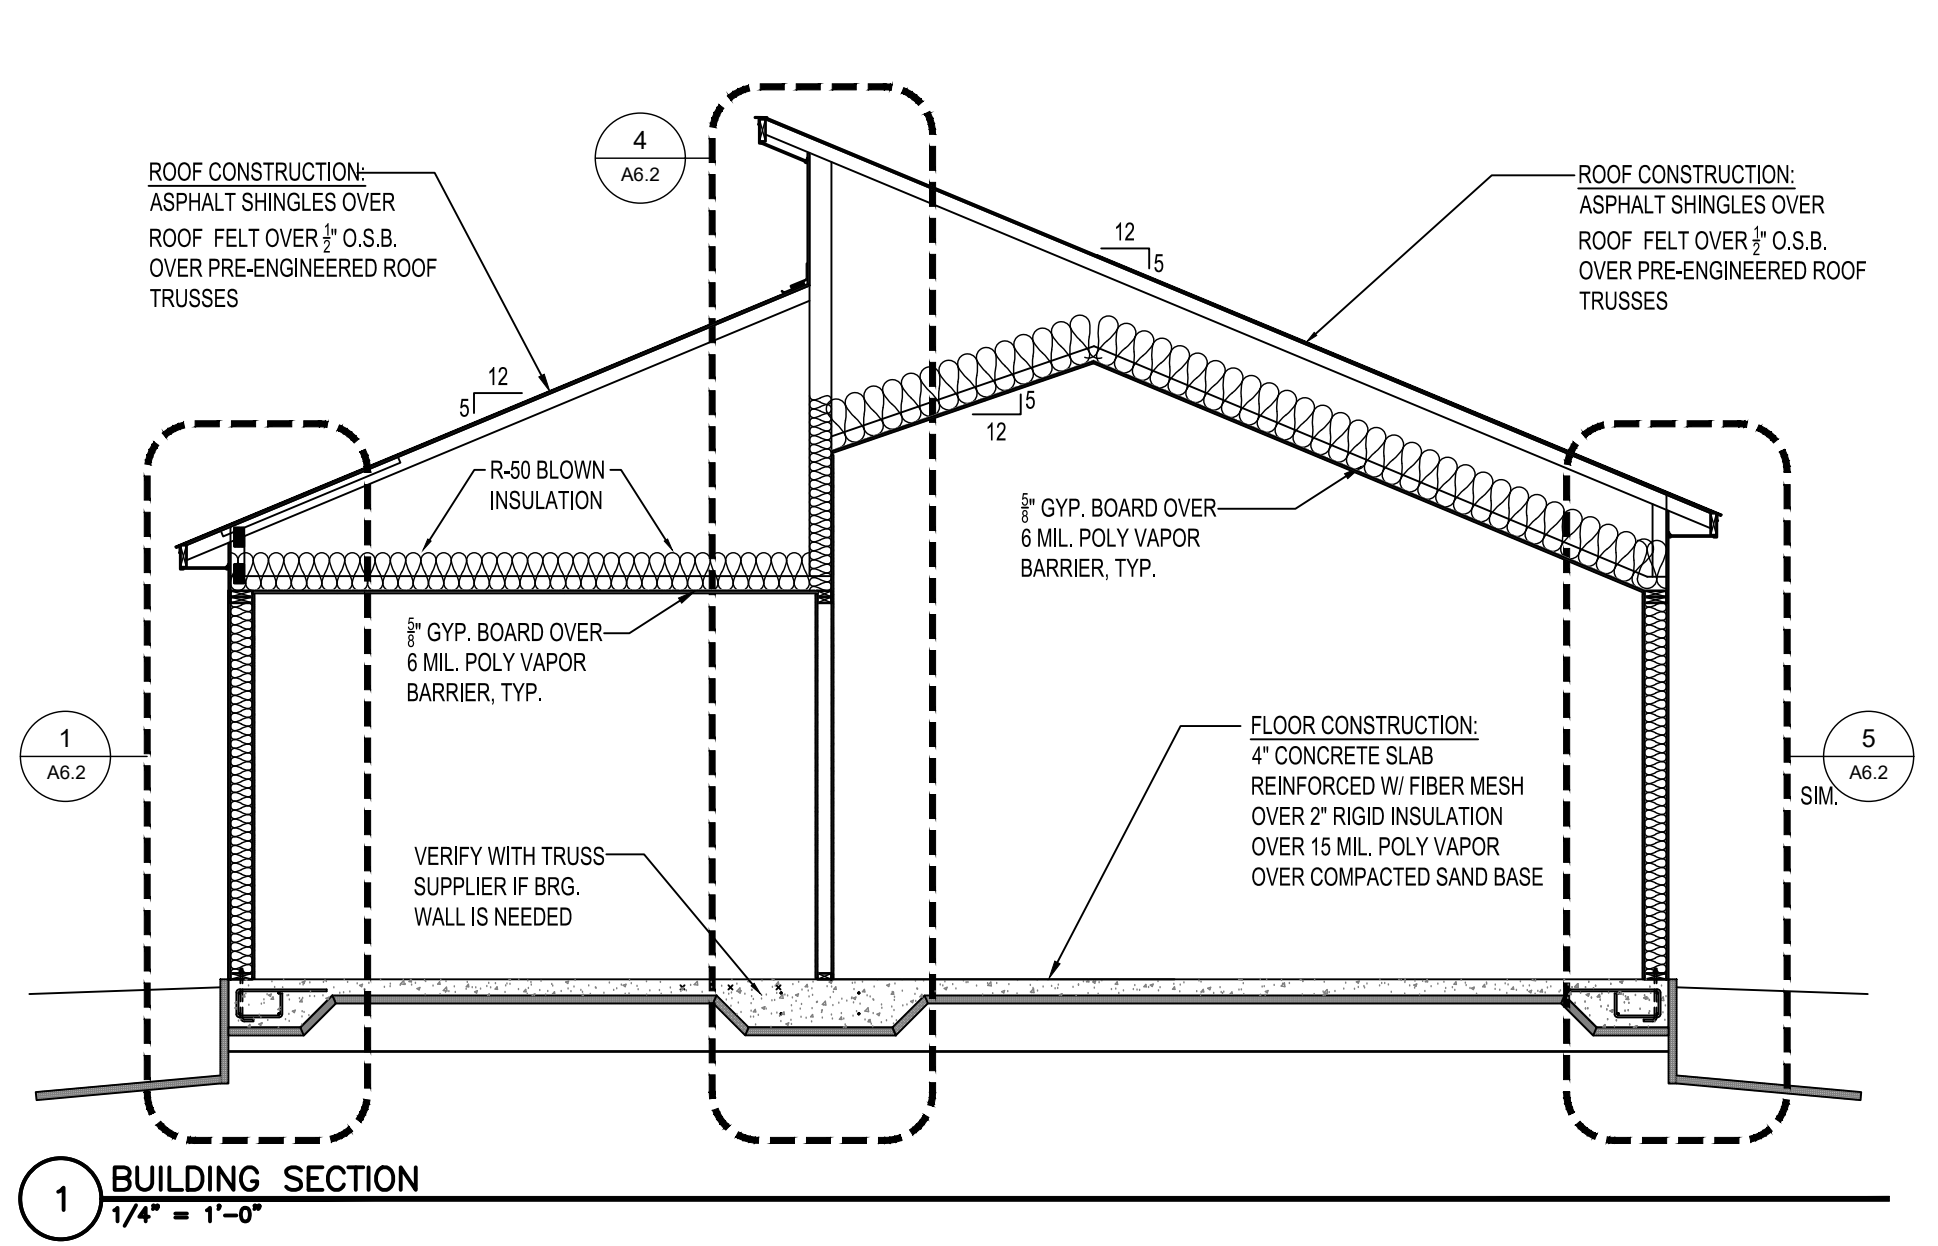 4
A6.2
ROOF CONSTRUCTION:
ASPHALT SHINGLES OVER
ROOF FELT OVER 1/2" O.S.B.
OVER PRE-ENGINEERED ROOF
TRUSSES
ROOF CONSTRUCTION:
ASPHALT SHINGLES OVER
ROOF FELT OVER 1/2" O.S.B.
OVER PRE-ENGINEERED ROOF
TRUSSES
12
5
12
5
5
12
R-50 BLOWN
INSULATION
5/8" GYP. BOARD OVER
6 MIL. POLY VAPOR
BARRIER, TYP.
5/8" GYP. BOARD OVER
6 MIL. POLY VAPOR
BARRIER, TYP.
1
A6.2
FLOOR CONSTRUCTION:
4" CONCRETE SLAB
REINFORCED W/ FIBER MESH
OVER 2" RIGID INSULATION
OVER 15 MIL. POLY VAPOR
OVER COMPACTED SAND BASE
5
A6.2
SIM.
VERIFY WITH TRUSS
SUPPLIER IF BRG.
WALL IS NEEDED
1
BUILDING SECTION
1/4" = 1'-0"